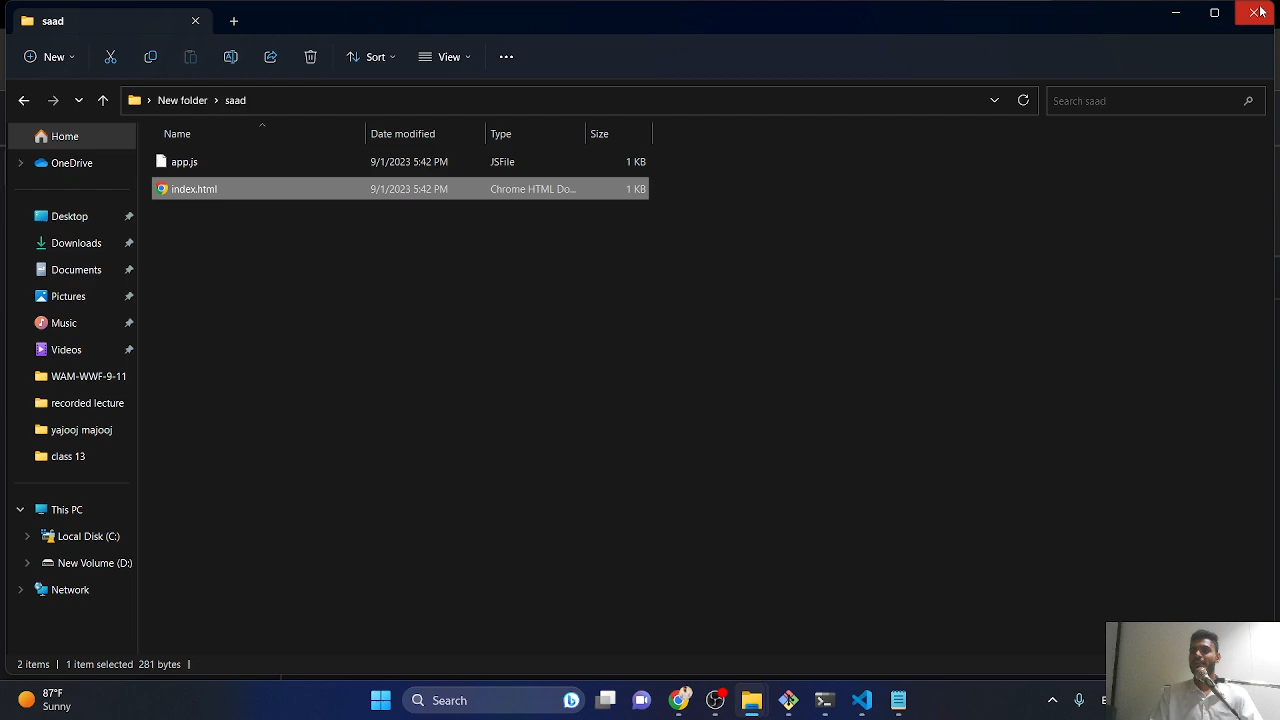 saad
New Sort View
New folder saad Search saad
Name Date modified Type Size
app.js 9/1/2023 5:42 PM JSFile 1 KB
index.html 9/1/2023 5:42 PM Chrome HTML Do... 1 KB
Home
OneDrive
Desktop
Downloads
Documents
Pictures
Music
Videos
WAM-WWF-9-11
recorded lecture
yajooj majooj
class 13
This PC
Local Disk (C:)
New Volume (D:)
Network
2 items 1 item selected 281 bytes
87°F
Sunny
Search